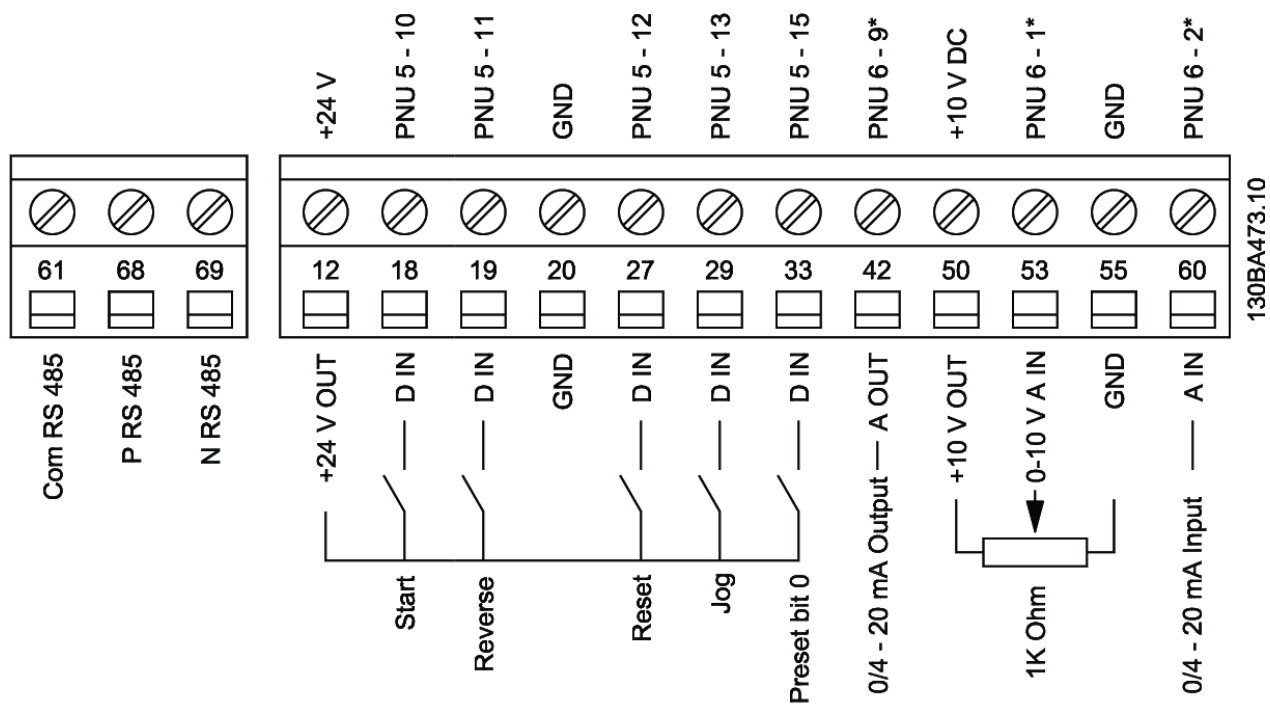 +24 V
PNU 5 - 10
PNU 5 - 11
GND
PNU 5 - 12
PNU 5 - 13
PNU 5 - 15
PNU 6 - 9*
+10 V DC
PNU 6 - 1*
GND
PNU 6 - 2*
61 68 69
12 18 19 20 27 29 33 42 50 53 55 60
130BA473.10
Com RS 485
P RS 485
N RS 485
+24 V OUT
D IN
D IN
GND
D IN
D IN
D IN
0/4 - 20 mA Output
A OUT
+10 V OUT
0-10 V A IN
GND
0/4 - 20 mA Input
A IN
Start
Reverse
Reset
Jog
Preset bit 0
1K Ohm